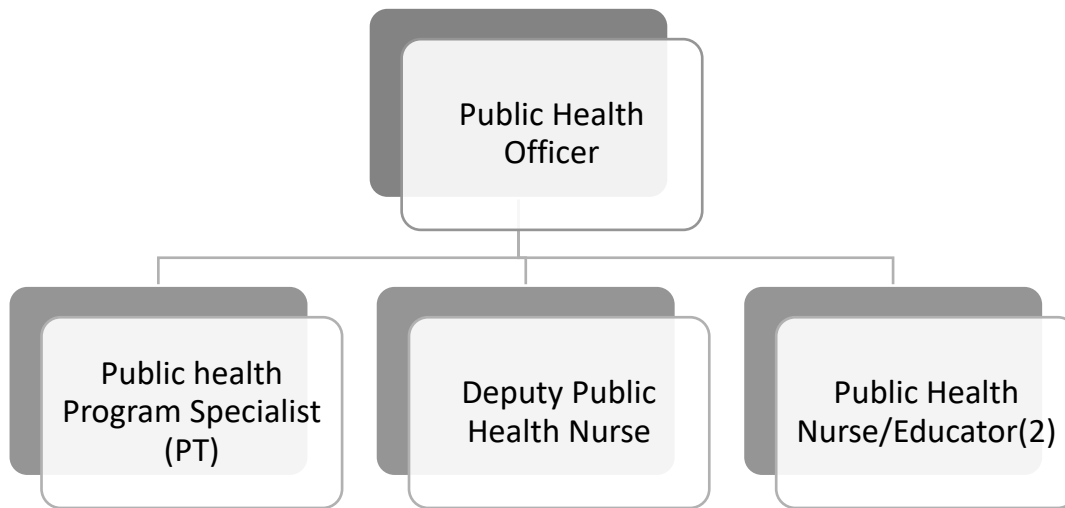 Public Health
Officer
Public health
Program Specialist
(PT)
Deputy Public
Health Nurse
Public Health
Nurse/Educator(2)